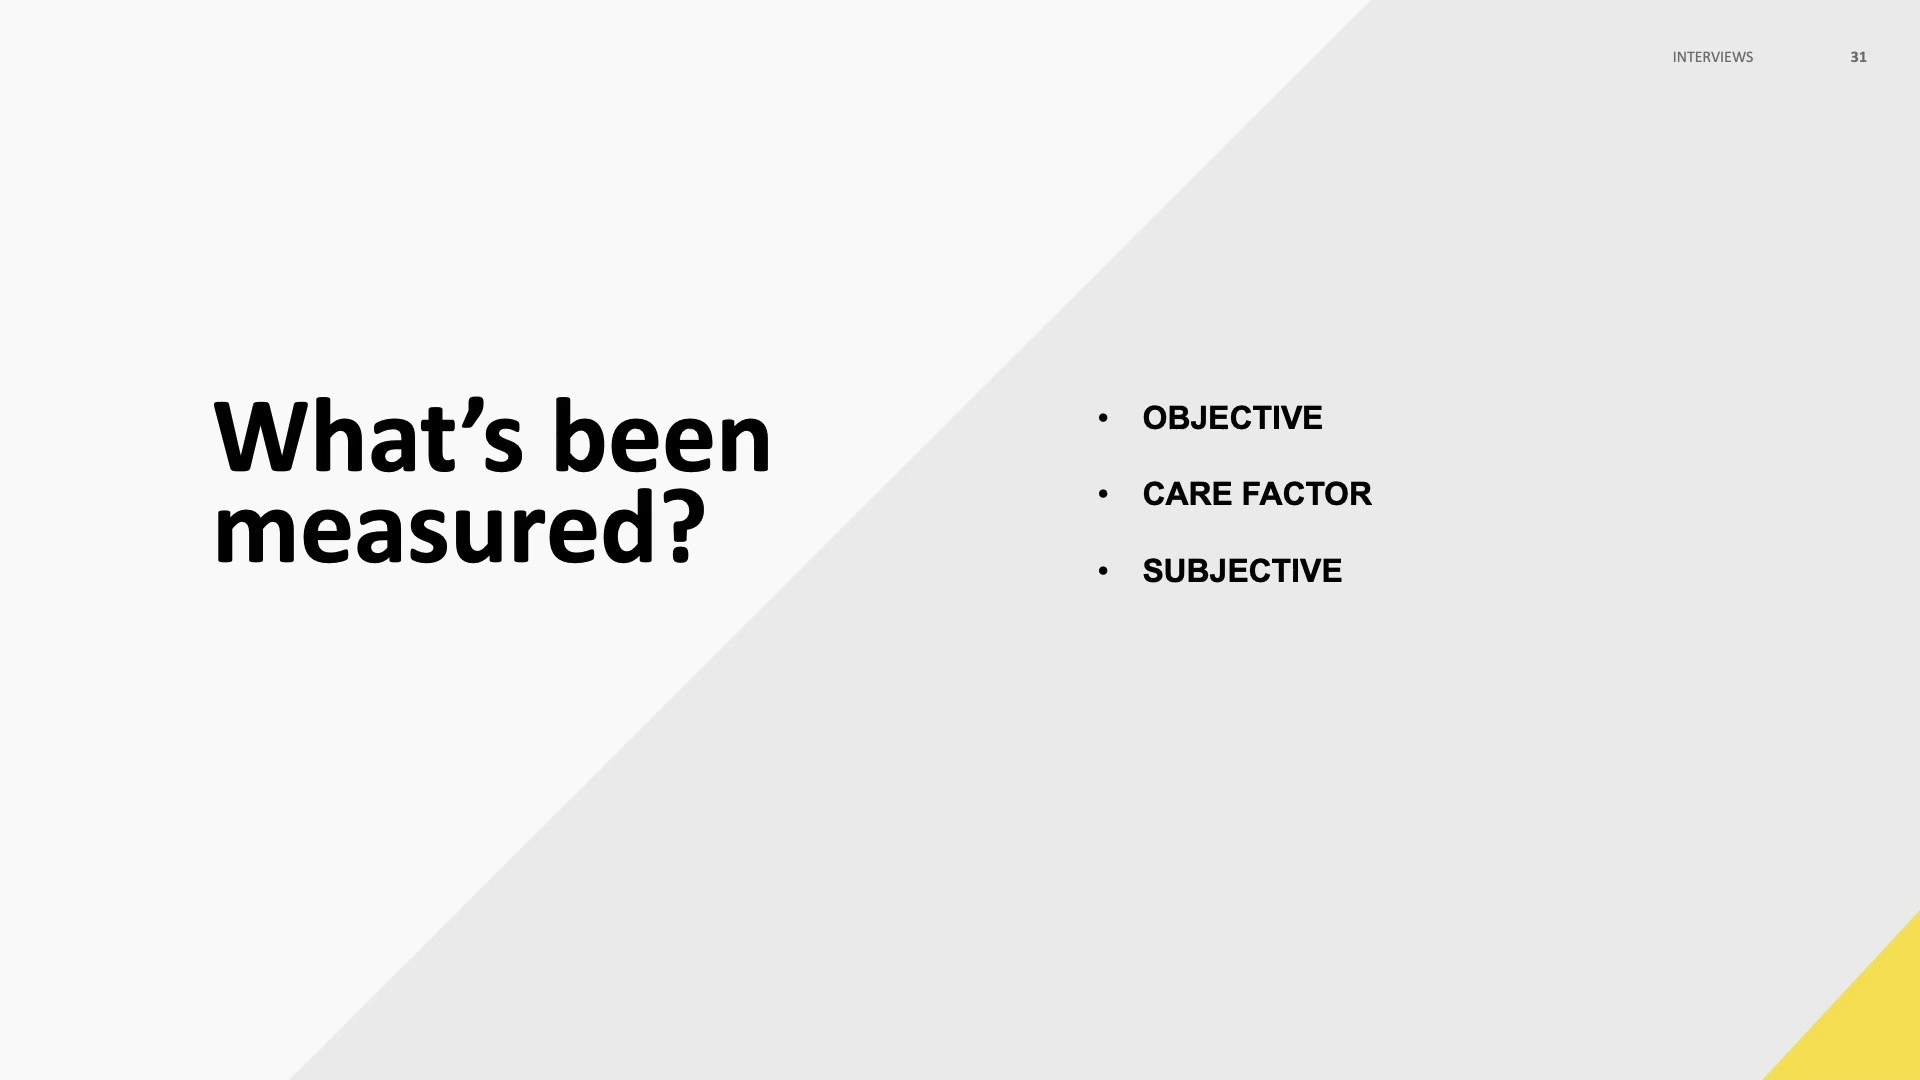 INTERVIEWS 31
What’s been
measured?
• OBJECTIVE
• CARE FACTOR
• SUBJECTIVE